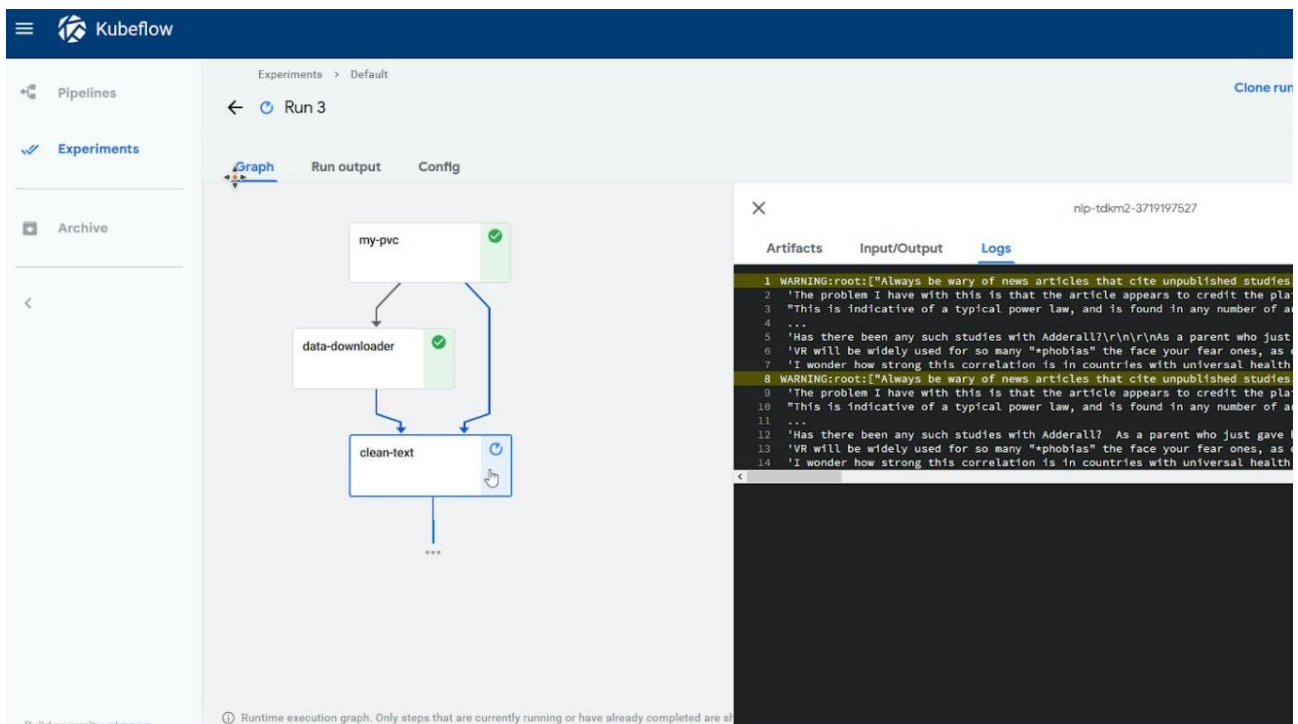 Kubeflow
Experiments > Default
Clone run
Pipelines
Run 3
Experiments
Graph Run output Config
Archive
nlp-tdkm2-3719197527
my-pvc
Artifacts Input/Output Logs
1 WARNING:root:["Always be wary of news articles that cite unpublished studies
2 'The problem I have with this is that the article appears to credit the
3 "This is indicative of a typical power law, and is found in any number of
4 ...
5 'Has there been any such studies with Adderall?\r\n\r\nAs a parent who just
6 'VR will be widely used for so many "*phobias" the face your fear ones, as
7 'I wonder how strong this correlation is in countries with universal health
8 WARNING:root:["Always be wary of news articles that cite unpublished studies
9 'The problem I have with this is that the article appears to credit the
10 "This is indicative of a typical power law, and is found in any number of
11 ...
12 'Has there been any such studies with Adderall? As a parent who just gave
13 'VR will be widely used for so many "*phobias" the face your fear ones, as
14 'I wonder how strong this correlation is in countries with universal health
data-downloader
clean-text
Runtime execution graph. Only steps that are currently running or have already completed are